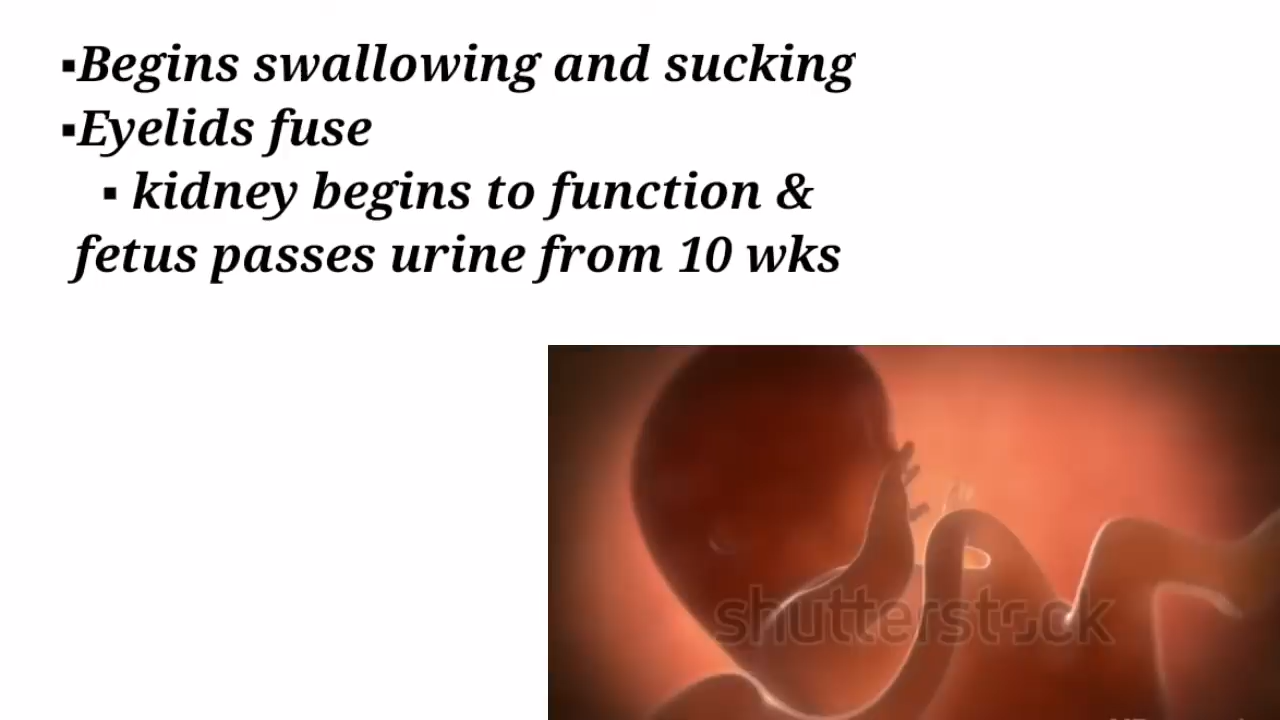 ▪Begins swallowing and sucking
▪Eyelids fuse
▪ kidney begins to function &
fetus passes urine from 10 wks
shutterstock